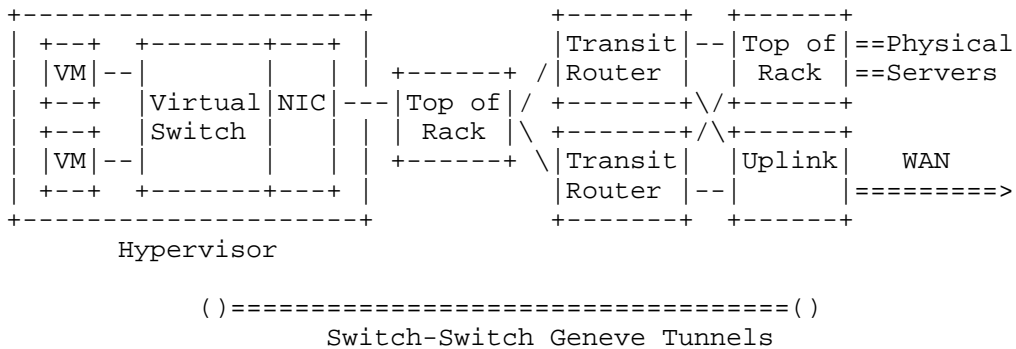 Transit Top of Physical
VM Router Rack Servers
Virtual NIC Top of
Switch Rack
VM Transit Uplink WAN
Router
Hypervisor
Switch-Switch Geneve Tunnels